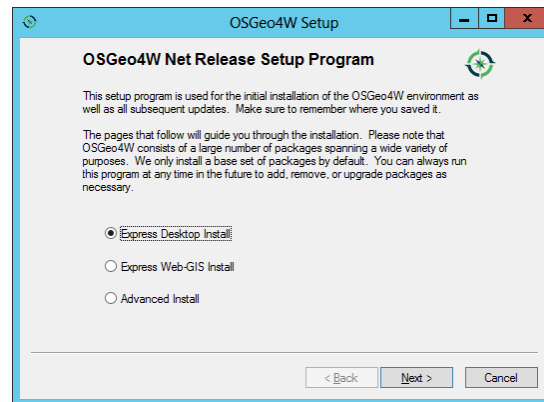 OSGeo4W Setup
OSGeo4W Net Release Setup Program
This setup program is used for the initial installation of the OSGeo4W environment as
well as all subsequent updates. Make sure to remember where you saved it.
The pages that follow will guide you through the installation. Please note that
OSGeo4W consists of a large number of packages spanning a wide variety of
purposes. We only install a base set of packages by default. You can always run
this program at any time in the future to add, remove, or upgrade packages as
necessary.
Express Desktop Install
Express Web-GIS Install
Advanced Install
< Back Next > Cancel